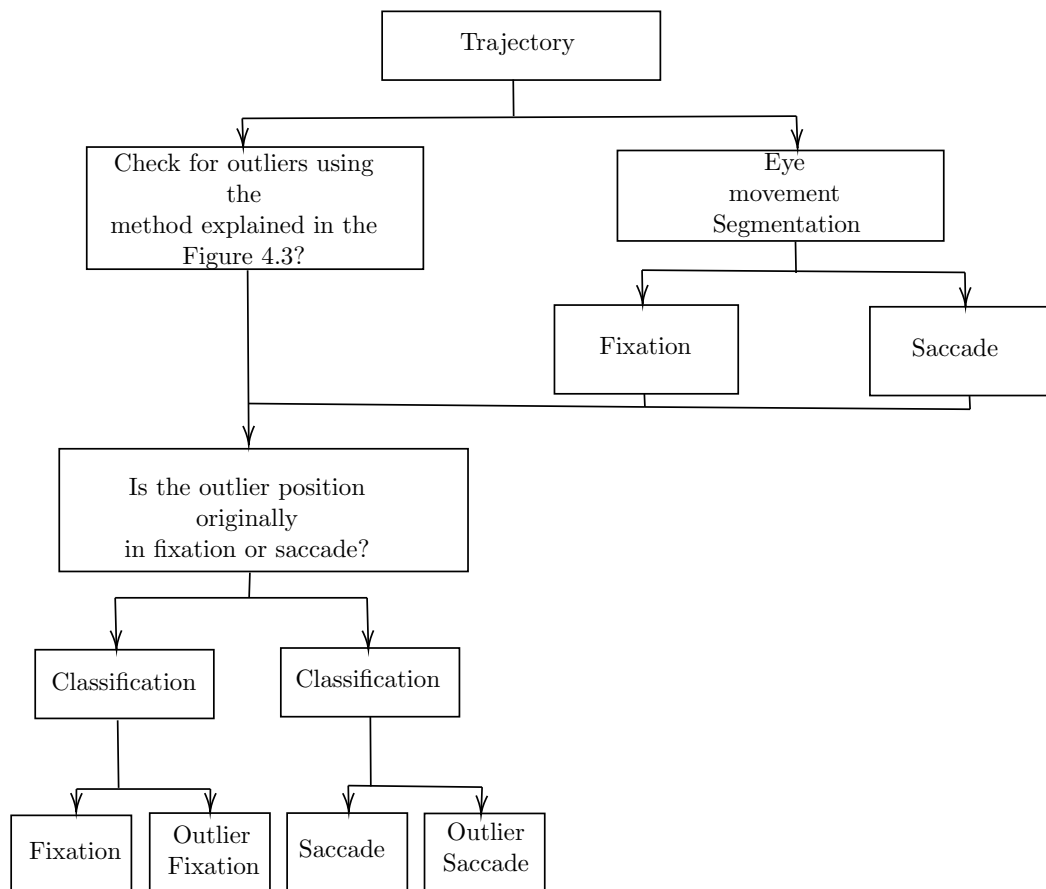 Trajectory
Check for outliers using
the
method explained in the
Figure 4.3?
Eye
movement
Segmentation
Fixation
Saccade
Is the outlier position
originally
in fixation or saccade?
Classification
Classification
Fixation
Outlier
Fixation
Saccade
Outlier
Saccade